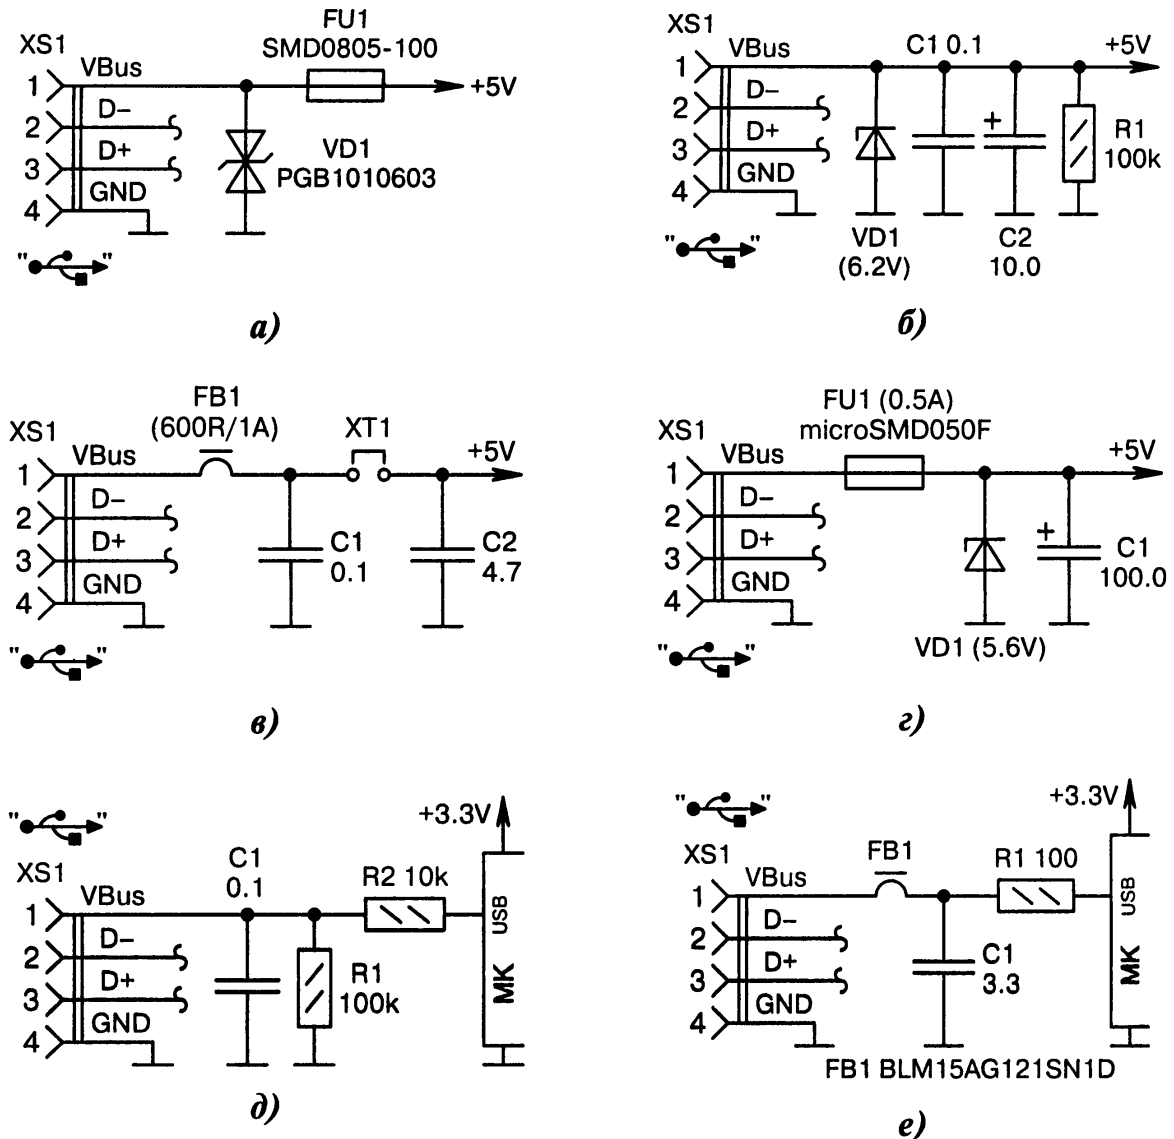 FU1
SMD0805-100
XS1
VBus
1
+5V
D−
2
D+
3
VD1
PGB1010603
GND
4
" "
а)
XS1
VBus
C1 0.1
+5V
1
D−
2
D+
3
+
R1
100k
GND
4
VD1
(6.2V)
C2
10.0
" "
б)
FB1
(600R/1A)
XT1
XS1
VBus
+5V
1
D−
2
D+
3
C1
0.1
C2
4.7
GND
4
" "
в)
FU1 (0.5A)
microSMD050F
XS1
VBus
+5V
1
D−
2
D+
3
+
C1
100.0
GND
4
VD1 (5.6V)
" "
г)
" "
+3.3V
XS1
C1
0.1
R2 10k
VBus
1
USB
D−
2
D+
3
R1
100k
МК
GND
4
д)
" "
+3.3V
XS1
FB1
R1 100
VBus
1
USB
D−
2
D+
3
C1
3.3
МК
GND
4
FB1 BLM15AG121SN1D
е)